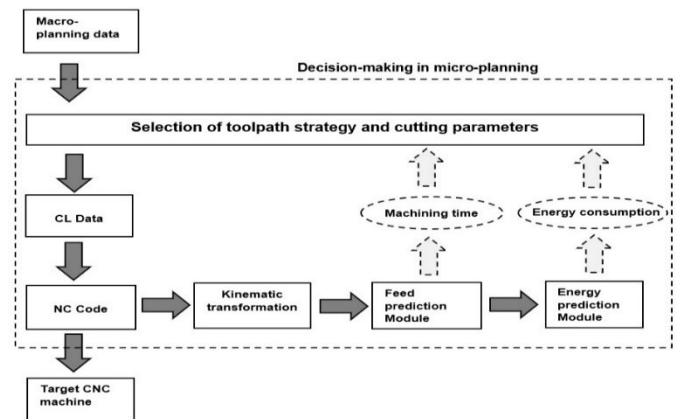 Macro-
planning data
Decision-making in micro-planning
Selection of toolpath strategy and cutting parameters
CL Data
Machining time
Energy consumption
NC Code
Kinematic
transformation
Feed
prediction
Module
Energy
prediction
Module
Target CNC
machine